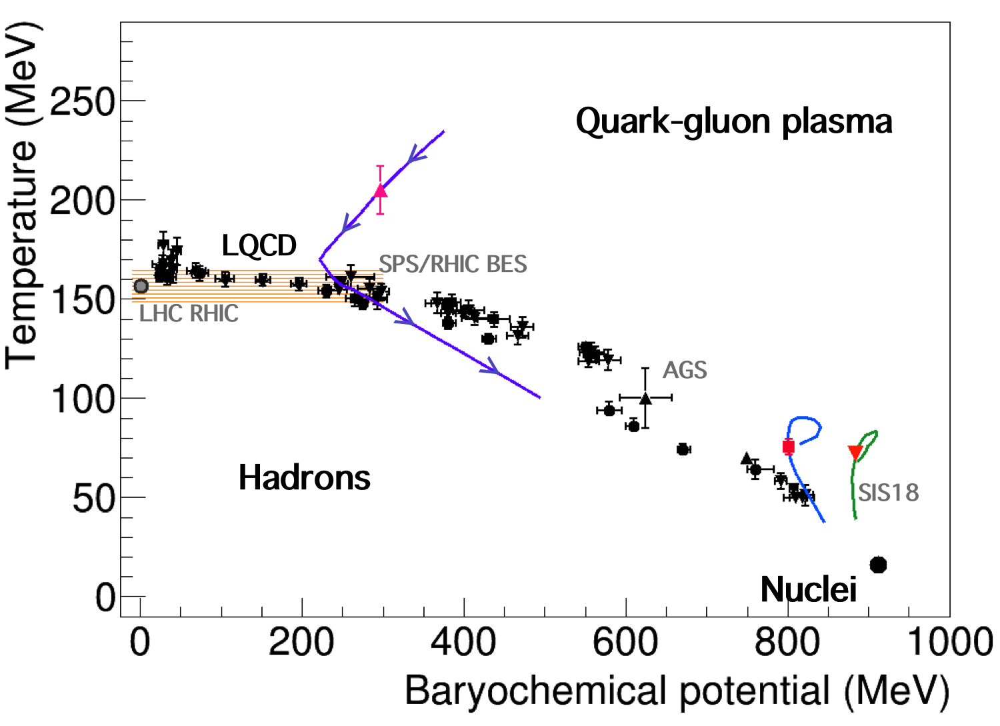 Temperature (MeV)
250
200
150
100
50
0
Quark-gluon plasma
LQCD
SPS/RHIC BES
LHC RHIC
AGS
Hadrons
SIS18
Nuclei
0 200 400 600 800 1000
Baryochemical potential (MeV)